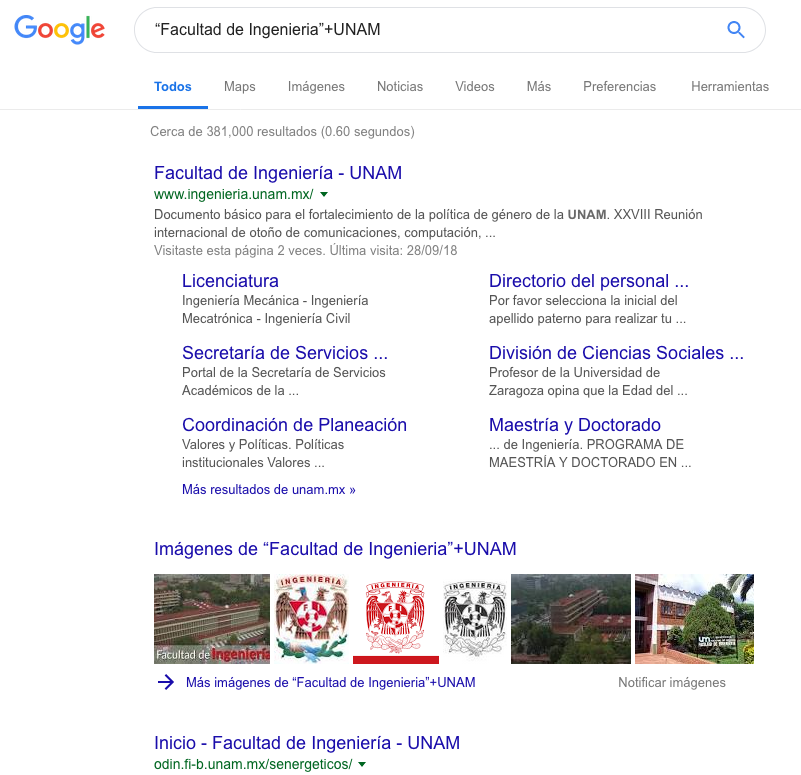 Google
“Facultad de Ingenieria”+UNAM
Todos Maps Imágenes Noticias Videos Más Preferencias Herramientas
Cerca de 381,000 resultados (0.60 segundos)
Facultad de Ingeniería - UNAM
www.ingenieria.unam.mx/
Documento básico para el fortalecimiento de la política de género de la UNAM. XXVIII Reunión
internacional de otoño de comunicaciones, computación, ...
Visitaste esta página 2 veces. Última visita: 28/09/18
Licenciatura
Ingeniería Mecánica - Ingeniería
Mecatrónica - Ingeniería Civil
Directorio del personal ...
Por favor selecciona la inicial del
apellido paterno para realizar tu ...
Secretaría de Servicios ...
Portal de la Secretaría de Servicios
Académicos de la ...
División de Ciencias Sociales ...
Profesor de la Universidad de
Zaragoza opina que la Edad del ...
Coordinación de Planeación
Valores y Políticas. Políticas
institucionales Valores ...
Maestría y Doctorado
... de Ingeniería. PROGRAMA DE
MAESTRÍA Y DOCTORADO EN ...
Más resultados de unam.mx »
Imágenes de “Facultad de Ingenieria”+UNAM
Facultad de Ingeniería
INGENIERIA
INGENIERIA
INGENIERIA
Más imágenes de “Facultad de Ingenieria”+UNAM
Notificar imágenes
Inicio - Facultad de Ingeniería - UNAM
odin.fi-b.unam.mx/senergeticos/